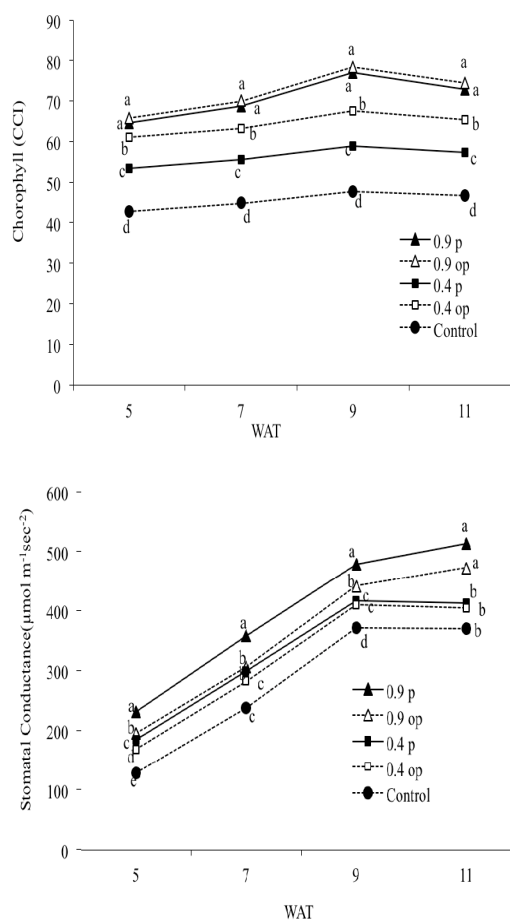 90
80
70
60
50
40
30
20
10
0
Chorophyll (CCI)
a a a a
a a a a
b b b b
c c c c
d d d d
0.9 p
0.9 op
0.4 p
0.4 op
Control
5 7 9 11
WAT
600
500
400
300
200
100
0
Stomatal Conductance(µmol m⁻¹sec⁻²)
a a a a
b b b a
c b c b
d c c b
e c d b
0.9 p
0.9 op
0.4 p
0.4 op
Control
5 7 9 11
WAT